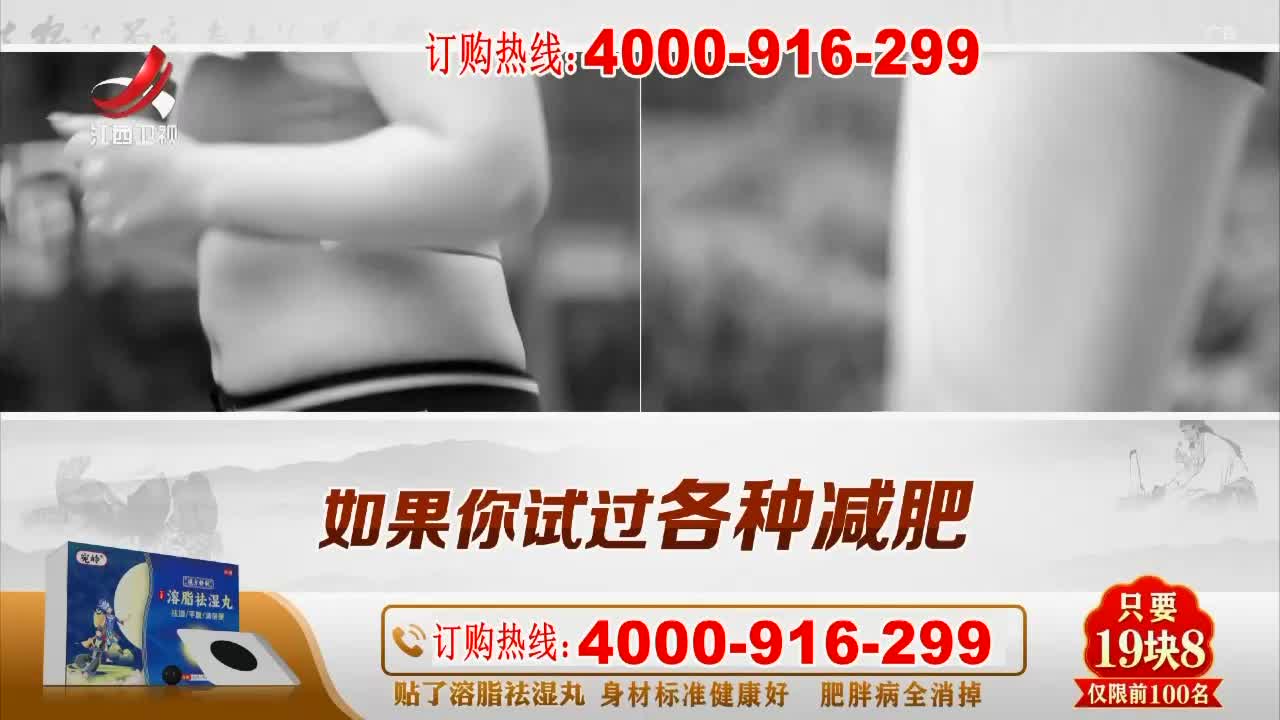 广告
订购热线:4000-916-299
江西卫视
如果你试过各种减肥
宛岭
溶脂祛湿丸
订购热线:4000-916-299
贴了溶脂祛湿丸 身材标准健康好 肥胖病全消掉
只要
19块8
仅限前100名